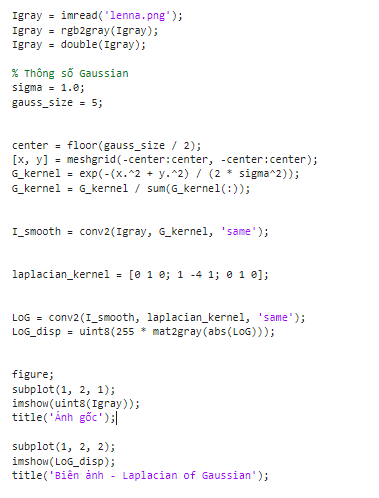 Igray = imread('lenna.png');
Igray = rgb2gray(Igray);
Igray = double(Igray);
% Thông số Gaussian
sigma = 1.0;
gauss_size = 5;
center = floor(gauss_size / 2);
[x, y] = meshgrid(-center:center, -center:center);
G_kernel = exp(-(x.^2 + y.^2) / (2 * sigma^2));
G_kernel = G_kernel / sum(G_kernel(:));
I_smooth = conv2(Igray, G_kernel, 'same');
laplacian_kernel = [0 1 0; 1 -4 1; 0 1 0];
LoG = conv2(I_smooth, laplacian_kernel, 'same');
LoG_disp = uint8(255 * mat2gray(abs(LoG)));
figure;
subplot(1, 2, 1);
imshow(uint8(Igray));
title('Ảnh gốc');
subplot(1, 2, 2);
imshow(LoG_disp);
title('Biên ảnh - Laplacian of Gaussian');